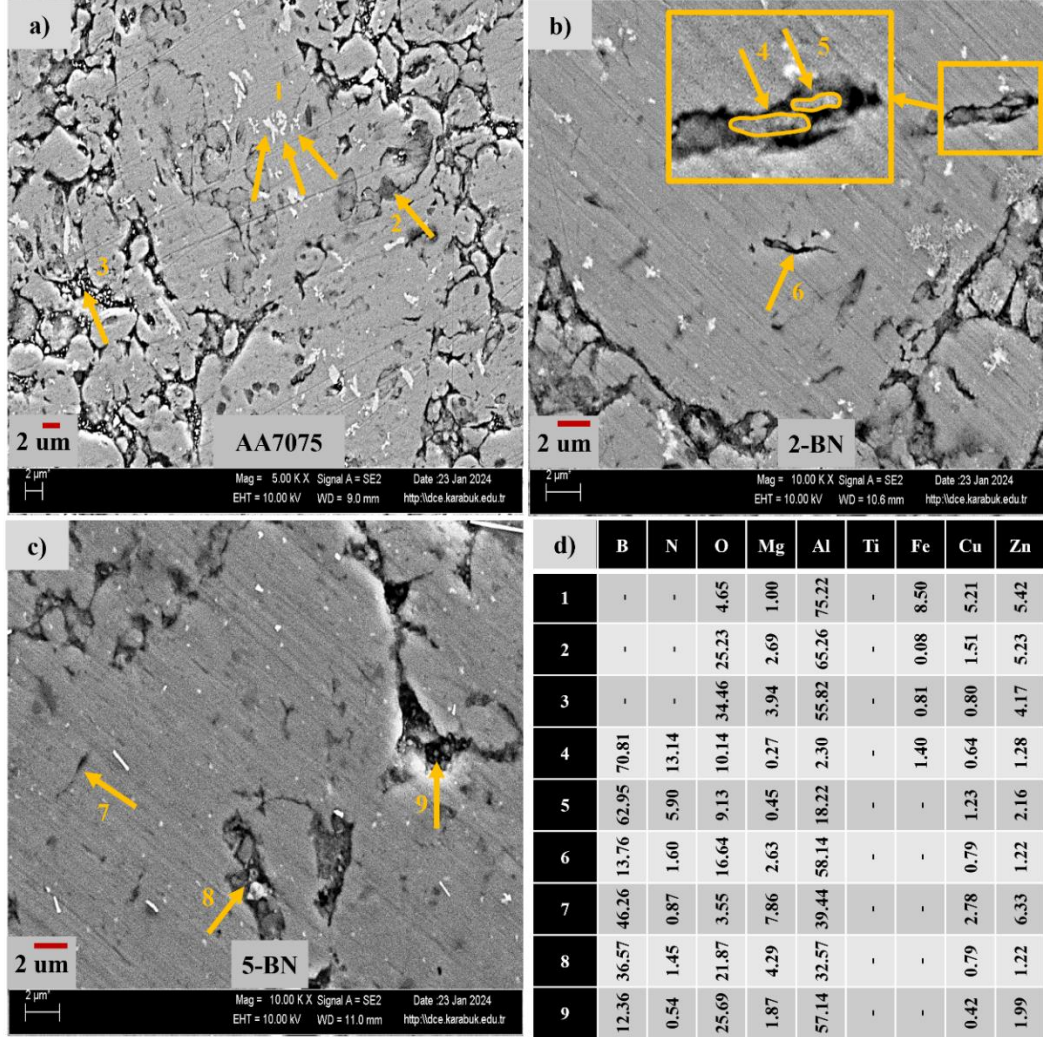 a)
1
2
3
2 um
AA7075
2 µm
Mag = 5.00 K X Signal A = SE2 Date :23 Jan 2024
EHT = 10.00 kV WD = 9.0 mm http:\\dce.karabuk.edu.tr
b)
4 5
6
2 um
2-BN
2 µm
Mag = 10.00 K X Signal A = SE2 Date :23 Jan 2024
EHT = 10.00 kV WD = 10.6 mm http:\\dce.karabuk.edu.tr
c)
7
8
9
2 um
5-BN
2 µm
Mag = 10.00 K X Signal A = SE2 Date :23 Jan 2024
EHT = 10.00 kV WD = 11.0 mm http:\\dce.karabuk.edu.tr
d) B N O Mg Al Ti Fe Cu Zn
1 - - 4.65 1.00 75.22 - 8.50 5.21 5.42
2 - - 25.23 2.69 65.26 - 0.08 1.51 5.23
3 - - 34.46 3.94 55.82 - 0.81 0.80 4.17
4 70.81 13.14 10.14 0.27 2.30 - 1.40 0.64 1.28
5 62.95 5.90 9.13 0.45 18.22 - - 1.23 2.16
6 13.76 1.60 16.64 2.63 58.14 - - 0.79 1.22
7 46.26 0.87 3.55 7.86 39.44 - - 2.78 6.33
8 36.57 1.45 21.87 4.29 32.57 - - 0.79 1.22
9 12.36 0.54 25.69 1.87 57.14 - - 0.42 1.99